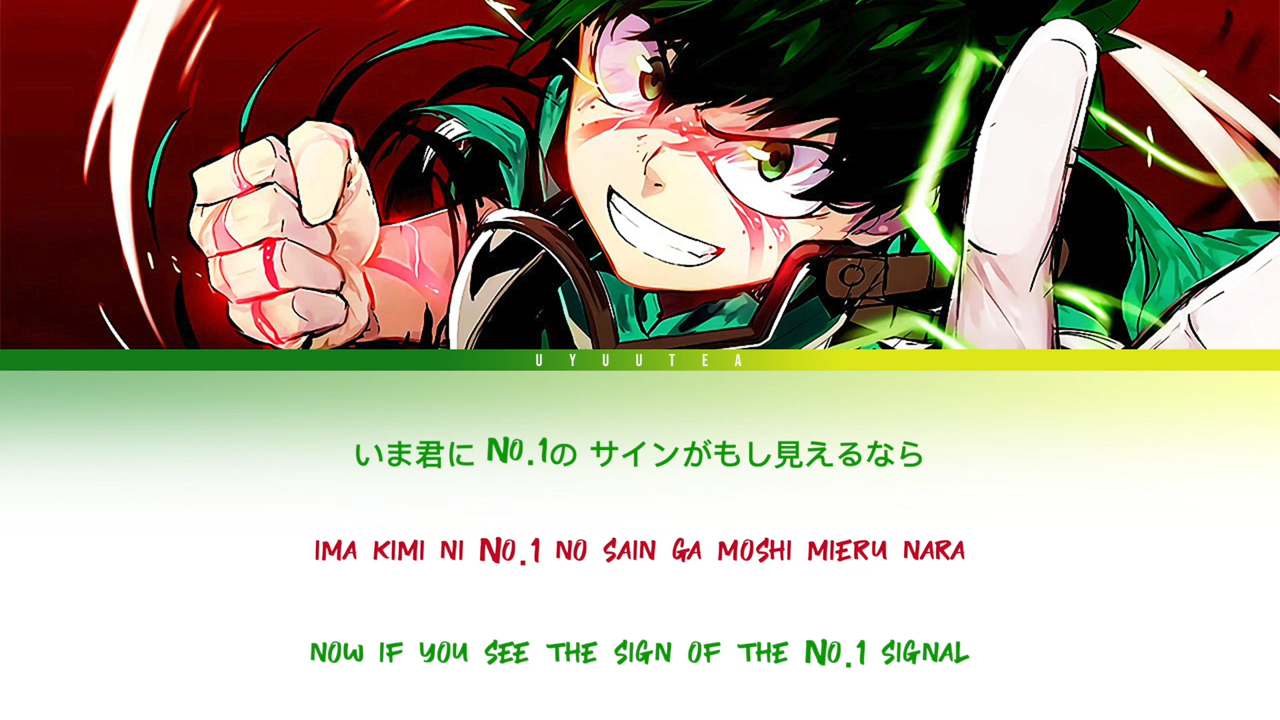 UYUUTEA
いま君に No.1の サインがもし見えるなら
IMA KIMI NI No.1 NO SAIN GA MOSHI MIERU NARA
NOW IF YOU SEE THE SIGN OF THE No.1 SIGNAL